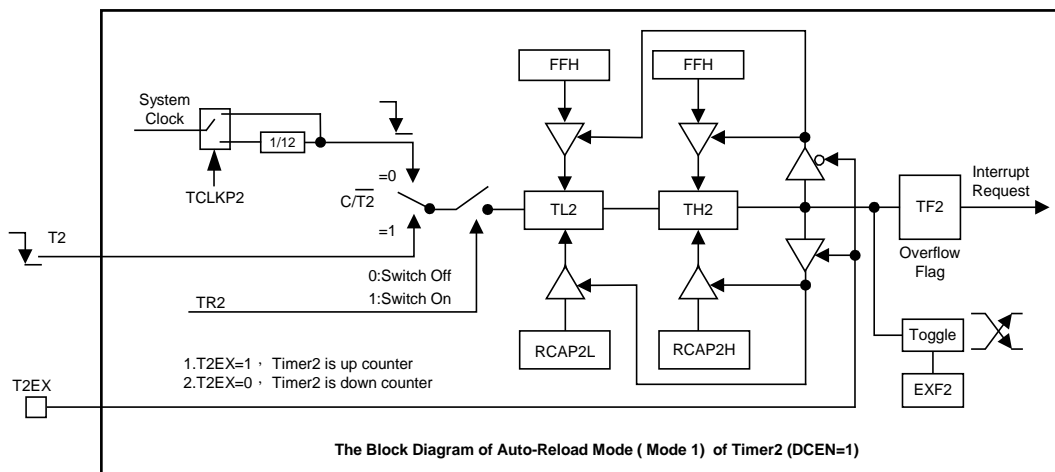 FFH
FFH
System
Clock
1/12
TCLKP2
=0
C/T2
=1
TL2
TH2
TF2
Interrupt
Request
T2
Overflow
Flag
0:Switch Off
1:Switch On
TR2
RCAP2L
RCAP2H
Toggle
EXF2
1.T2EX=1， Timer2 is up counter
2.T2EX=0， Timer2 is down counter
T2EX
The Block Diagram of Auto-Reload Mode ( Mode 1) of Timer2 (DCEN=1)